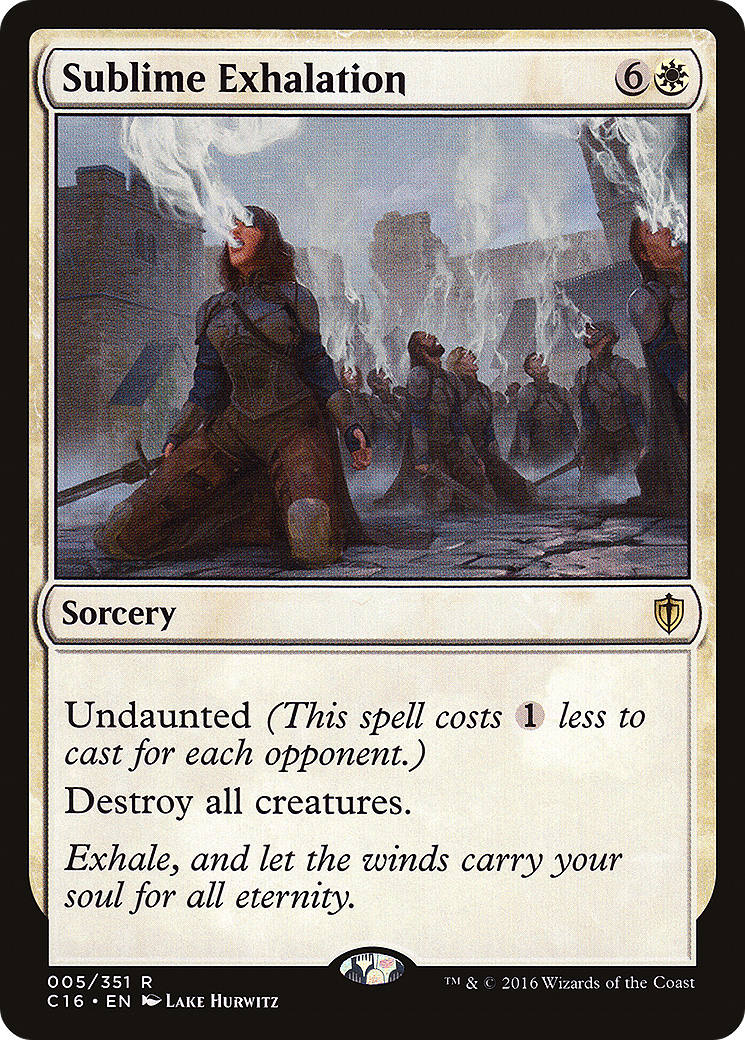 Sublime Exhalation 6
Sorcery
Undaunted (This spell costs 1 less to
cast for each opponent.)
Destroy all creatures.
Exhale, and let the winds carry your
soul for all eternity.
005/351 R
C16 • EN Lake Hurwitz
™ & © 2016 Wizards of the Coast